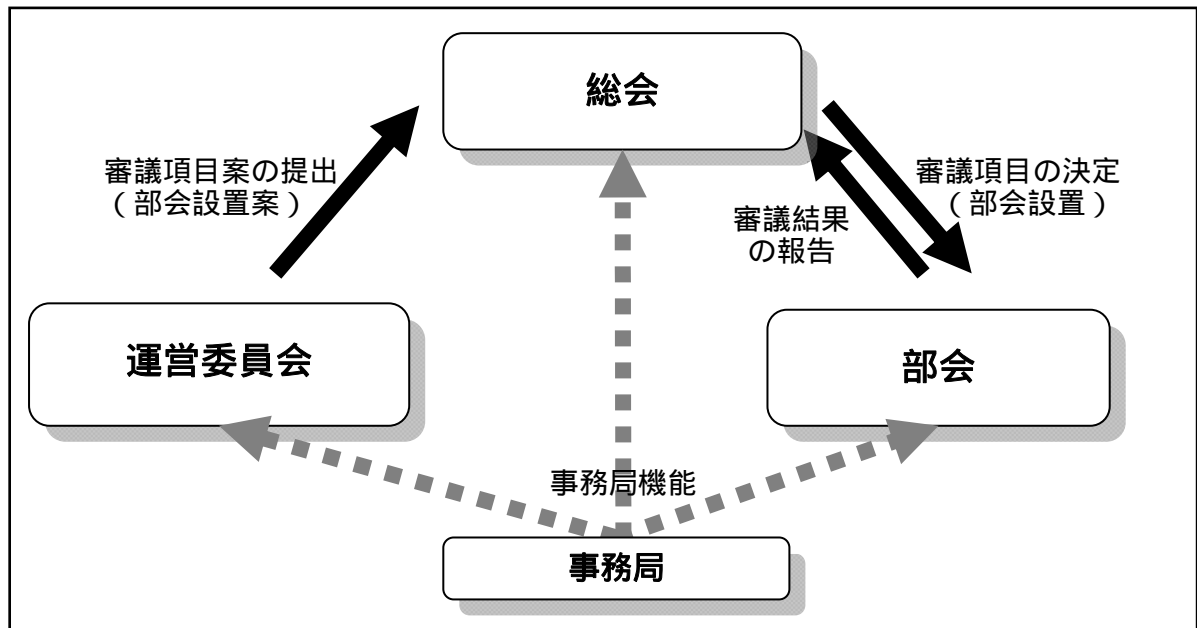 総会
審議項目案の提出
(部会設置案)
審議項目の決定
(部会設置)
審議結果
の報告
運営委員会
部会
事務局機能
事務局